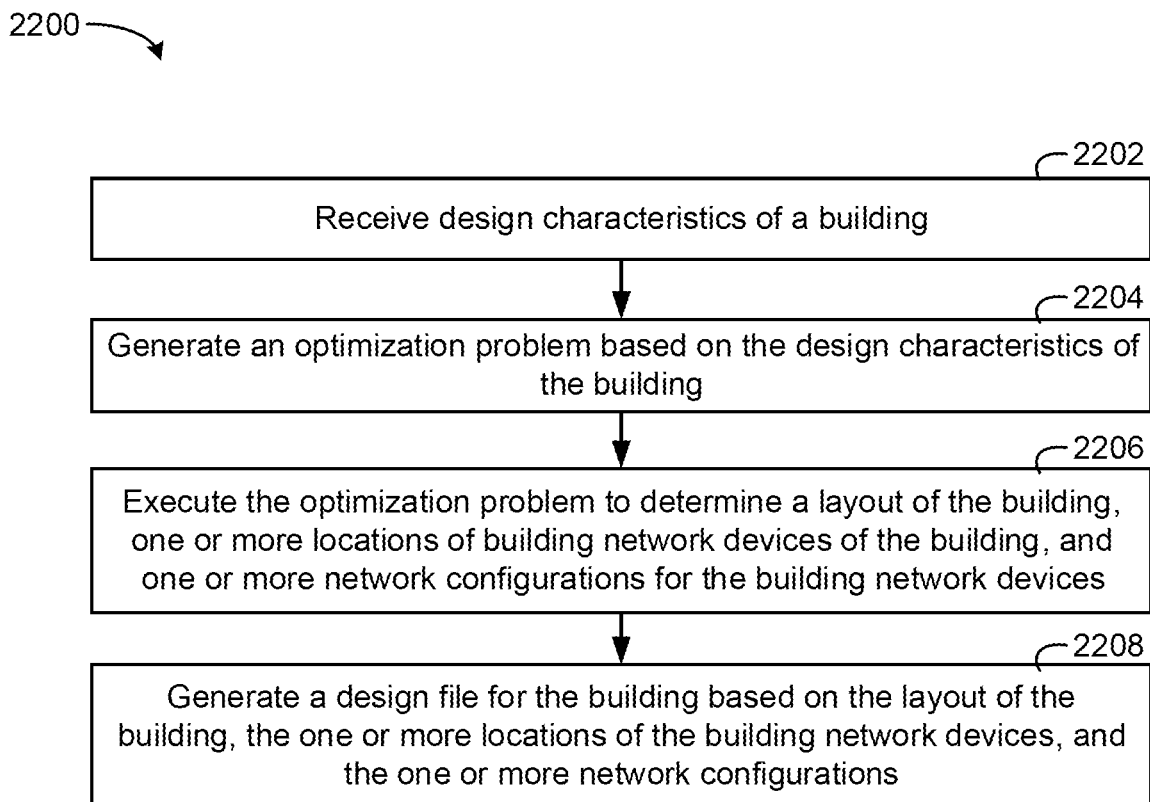 2200
2202
Receive design characteristics of a building
2204
Generate an optimization problem based on the design characteristics of
the building
2206
Execute the optimization problem to determine a layout of the building,
one or more locations of building network devices of the building, and
one or more network configurations for the building network devices
2208
Generate a design file for the building based on the layout of the
building, the one or more locations of the building network devices, and
the one or more network configurations